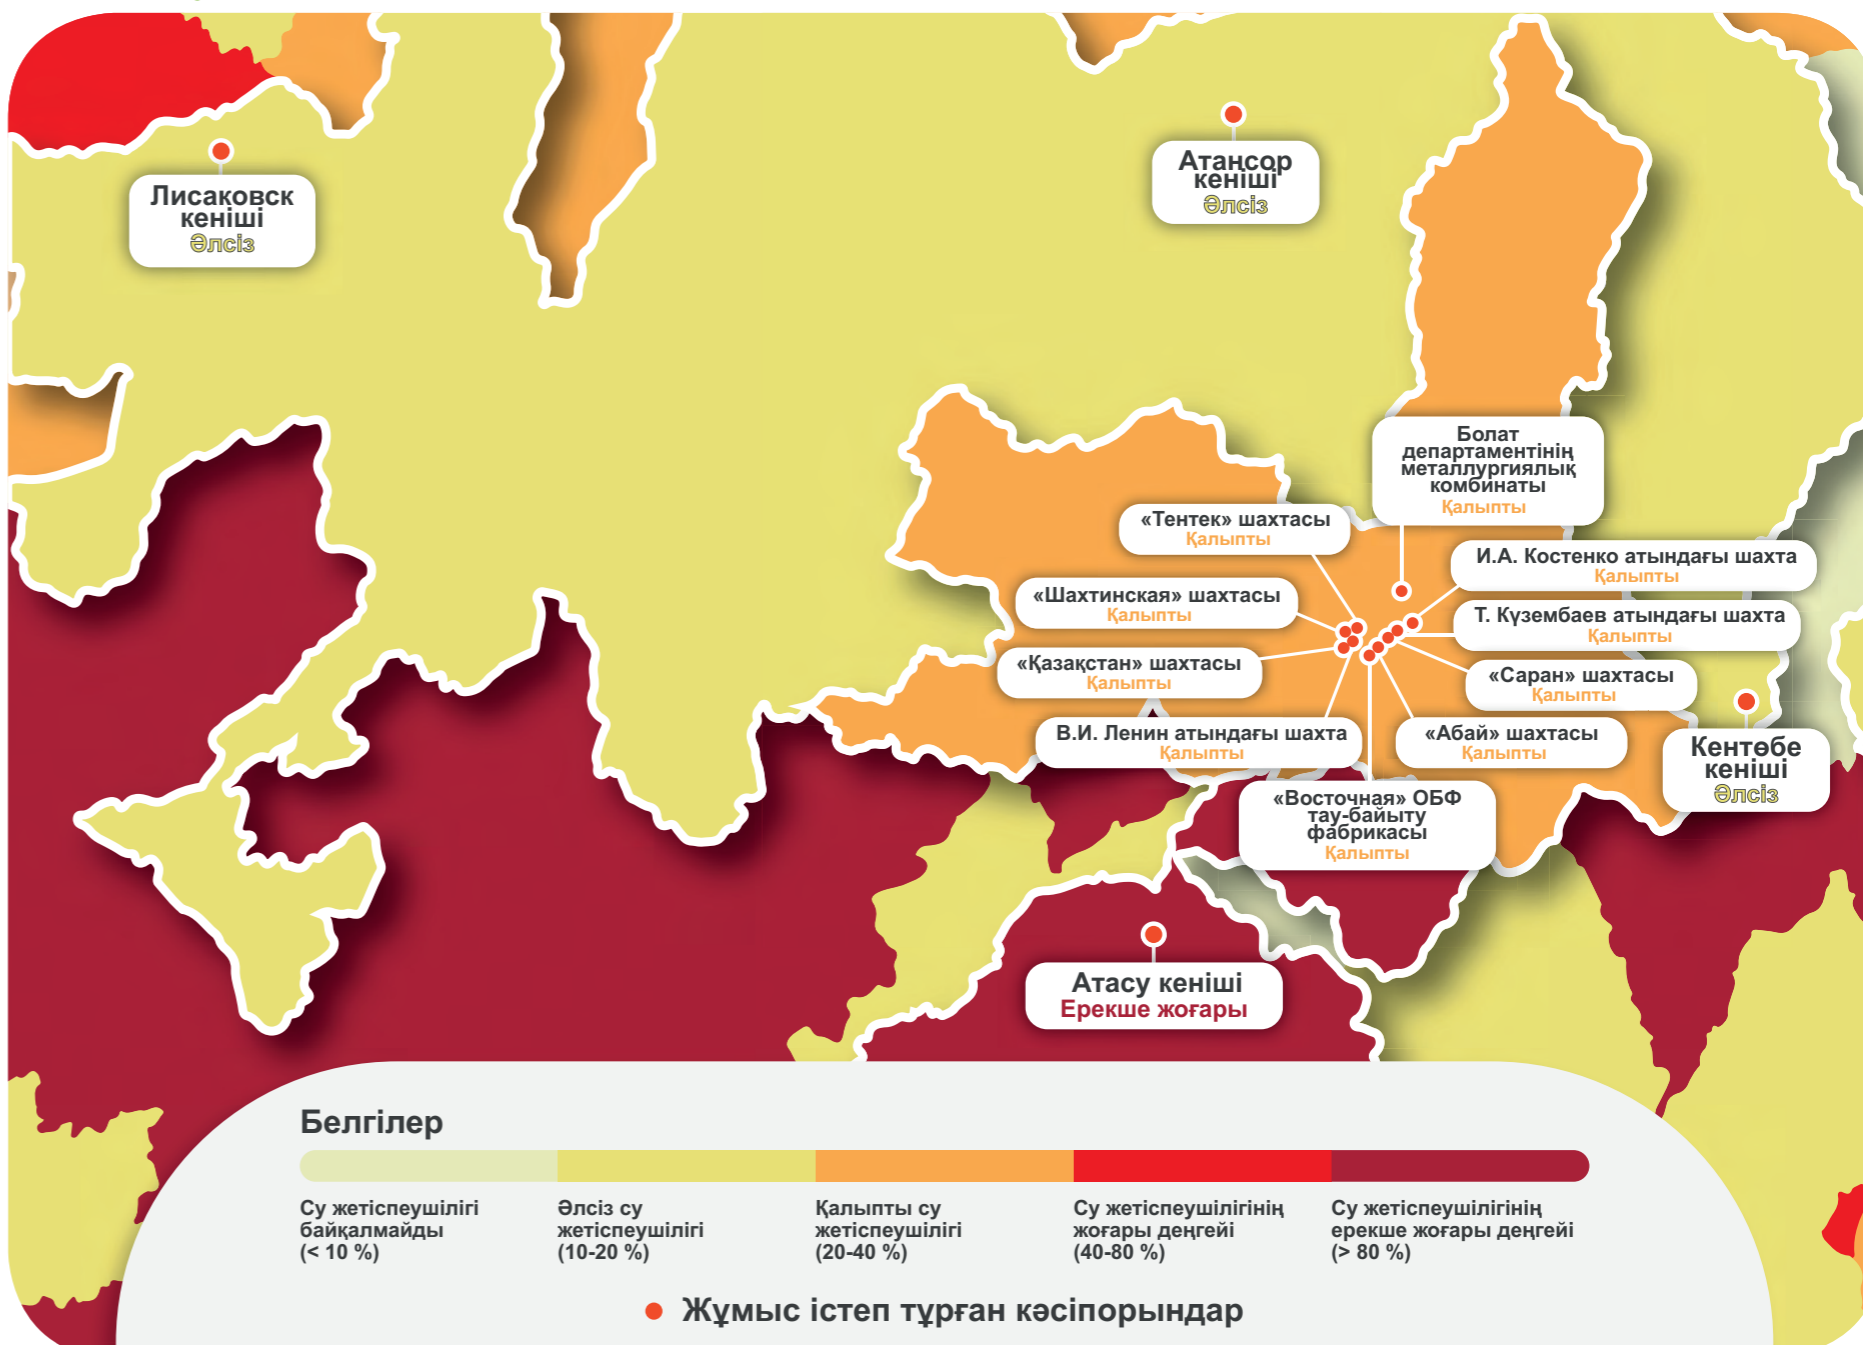 Лисаковск
кеніші
Әлсіз
Атаңсор
кеніші
Әлсіз
Болат
департаментінің
металлургиялық
комбинаты
Қалыпты
«Тентек» шахтасы
Қалыпты
И.А. Костенко атындағы шахта
Қалыпты
«Шахтинская» шахтасы
Қалыпты
Т. Күзембаев атындағы шахта
Қалыпты
«Қазақстан» шахтасы
Қалыпты
«Саран» шахтасы
Қалыпты
В.И. Ленин атындағы шахта
Қалыпты
«Абай» шахтасы
Қалыпты
Кентөбе
кеніші
Әлсіз
«Восточная» ОБФ
тау-байыту
фабрикасы
Қалыпты
Атасу кеніші
Ерекше жоғары
Белгілер
Су жетіспеушілігі
байқалмайды
(< 10 %)
Әлсіз су
жетіспеушілігі
(10-20 %)
Қалыпты су
жетіспеушілігі
(20-40 %)
Су жетіспеушілігінің
жоғары деңгейі
(40-80 %)
Су жетіспеушілігінің
ерекше жоғары деңгейі
(> 80 %)
Жұмыс істеп тұрған кәсіпорындар